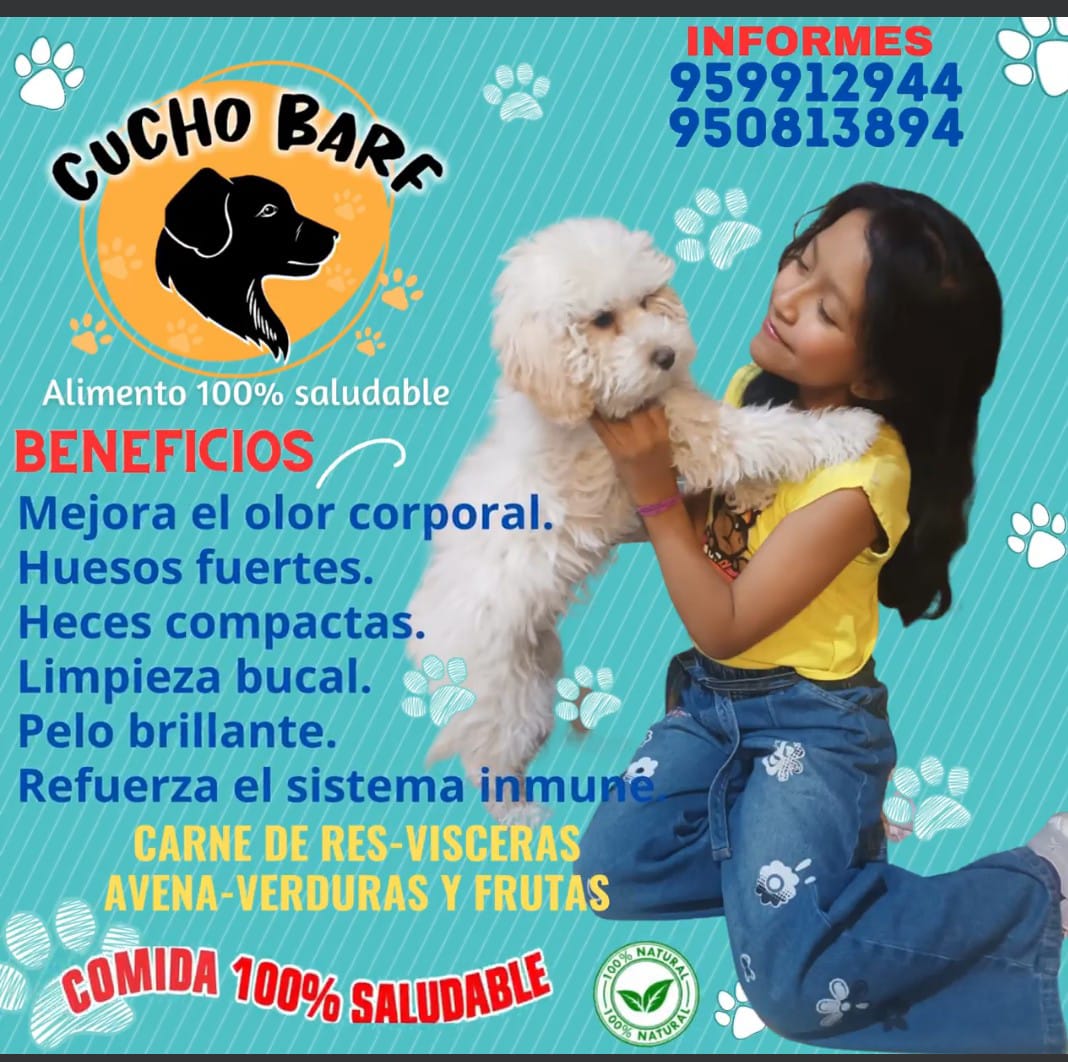 INFORMES
959912944
950813894
CUCHO BARF
Alimento 100% saludable
BENEFICIOS
Mejora el olor corporal.
Huesos fuertes.
Heces compactas.
Limpieza bucal.
Pelo brillante.
Refuerza el sistema inmune.
CARNE DE RES-VISCERAS
AVENA-VERDURAS Y FRUTAS
COMIDA 100% SALUDABLE
100% NATURAL
100% NATURAL